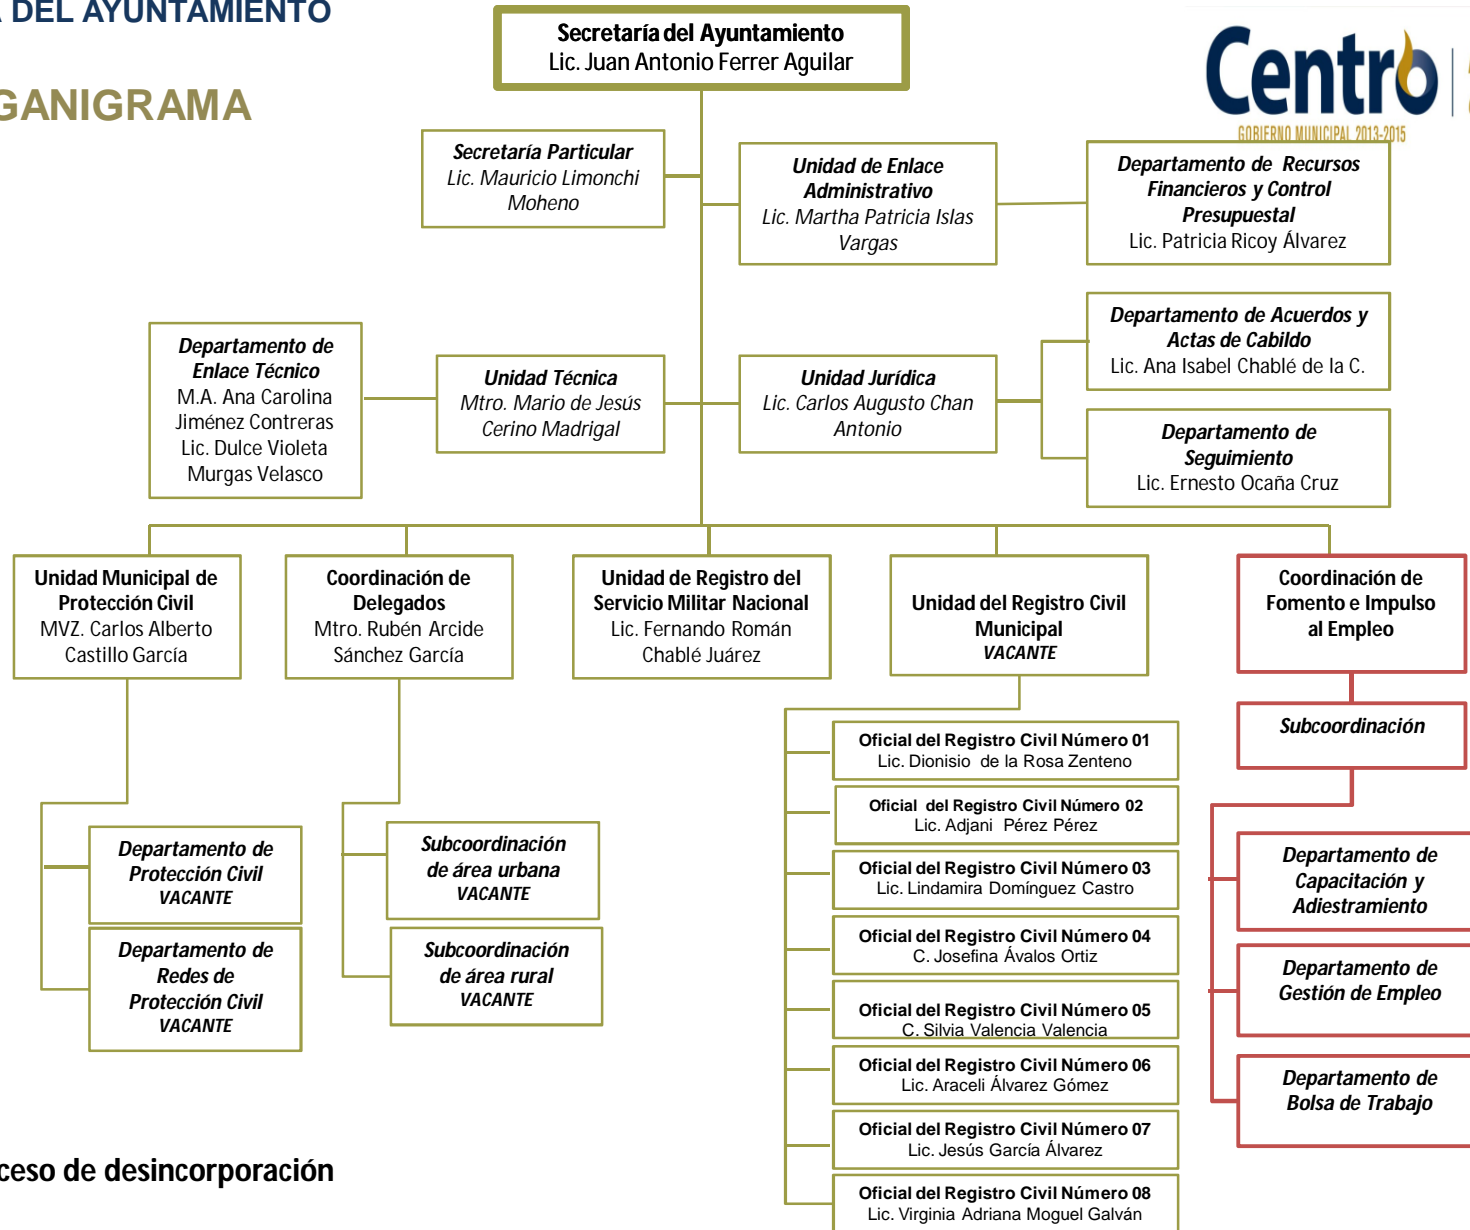 A DEL AYUNTAMIENTO
GANIGRAMA
Secretaría del Ayuntamiento
Lic. Juan Antonio Ferrer Aguilar
Centro
GOBIERNO MUNICIPAL 2013-2015
Secretaría Particular
Lic. Mauricio Limonchi
Moheno
Unidad de Enlace
Administrativo
Lic. Martha Patricia Islas
Vargas
Departamento de Recursos
Financieros y Control
Presupuestal
Lic. Patricia Ricoy Álvarez
Departamento de
Enlace Técnico
M.A. Ana Carolina
Jiménez Contreras
Lic. Dulce Violeta
Murgas Velasco
Unidad Técnica
Mtro. Mario de Jesús
Cerino Madrigal
Unidad Jurídica
Lic. Carlos Augusto Chan
Antonio
Departamento de Acuerdos y
Actas de Cabildo
Lic. Ana Isabel Chablé de la C.
Departamento de
Seguimiento
Lic. Ernesto Ocaña Cruz
Unidad Municipal de
Protección Civil
MVZ. Carlos Alberto
Castillo García
Coordinación de
Delegados
Mtro. Rubén Arcide
Sánchez García
Unidad de Registro del
Servicio Militar Nacional
Lic. Fernando Román
Chablé Juárez
Unidad del Registro Civil
Municipal
VACANTE
Coordinación de
Fomento e Impulso
al Empleo
Departamento de
Protección Civil
VACANTE
Departamento de
Redes de
Protección Civil
VACANTE
Subcoordinación
de área urbana
VACANTE
Subcoordinación
de área rural
VACANTE
Oficial del Registro Civil Número 01
Lic. Dionisio de la Rosa Zenteno
Oficial del Registro Civil Número 02
Lic. Adjani Pérez Pérez
Oficial del Registro Civil Número 03
Lic. Lindamira Domínguez Castro
Oficial del Registro Civil Número 04
C. Josefina Ávalos Ortiz
Oficial del Registro Civil Número 05
C. Silvia Valencia Valencia
Oficial del Registro Civil Número 06
Lic. Araceli Álvarez Gómez
Oficial del Registro Civil Número 07
Lic. Jesús García Álvarez
Oficial del Registro Civil Número 08
Lic. Virginia Adriana Moguel Galván
Subcoordinación
Departamento de
Capacitación y
Adiestramiento
Departamento de
Gestión de Empleo
Departamento de
Bolsa de Trabajo
ceso de desincorporación